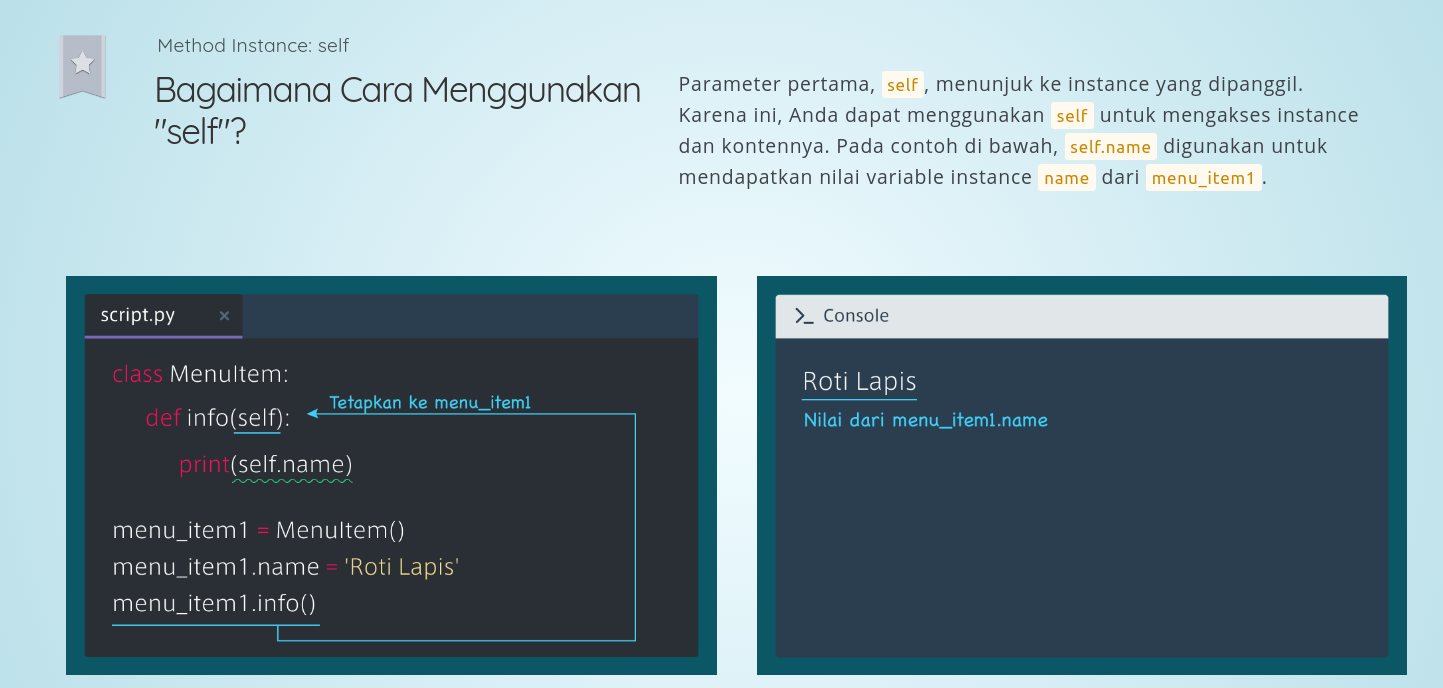 Method Instance: self
Bagaimana Cara Menggunakan
"self"?
Parameter pertama, self, menunjuk ke instance yang dipanggil.
Karena ini, Anda dapat menggunakan self untuk mengakses instance
dan kontennya. Pada contoh di bawah, self.name digunakan untuk
mendapatkan nilai variable instance name dari menu_item1.
script.py ×
class MenuItem:
Tetapkan ke menu_item1
def info(self):
print(self.name)
menu_item1 = MenuItem()
menu_item1.name = 'Roti Lapis'
menu_item1.info()
>_ Console
Roti Lapis
Nilai dari menu_item1.name